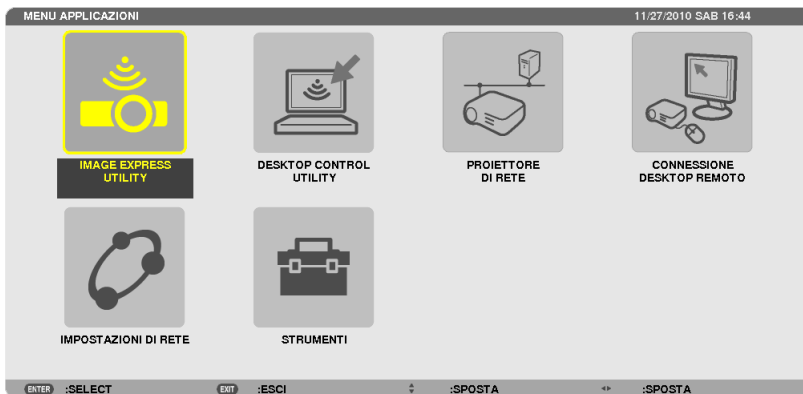 MENU APPLICAZIONI 11/27/2010 SAB 16:44
IMAGE EXPRESS
UTILITY
DESKTOP CONTROL
UTILITY
PROIETTORE
DI RETE
CONNESSIONE
DESKTOP REMOTO
IMPOSTAZIONI DI RETE
STRUMENTI
ENTER :SELECT EXIT :ESCI :SPOSTA :SPOSTA